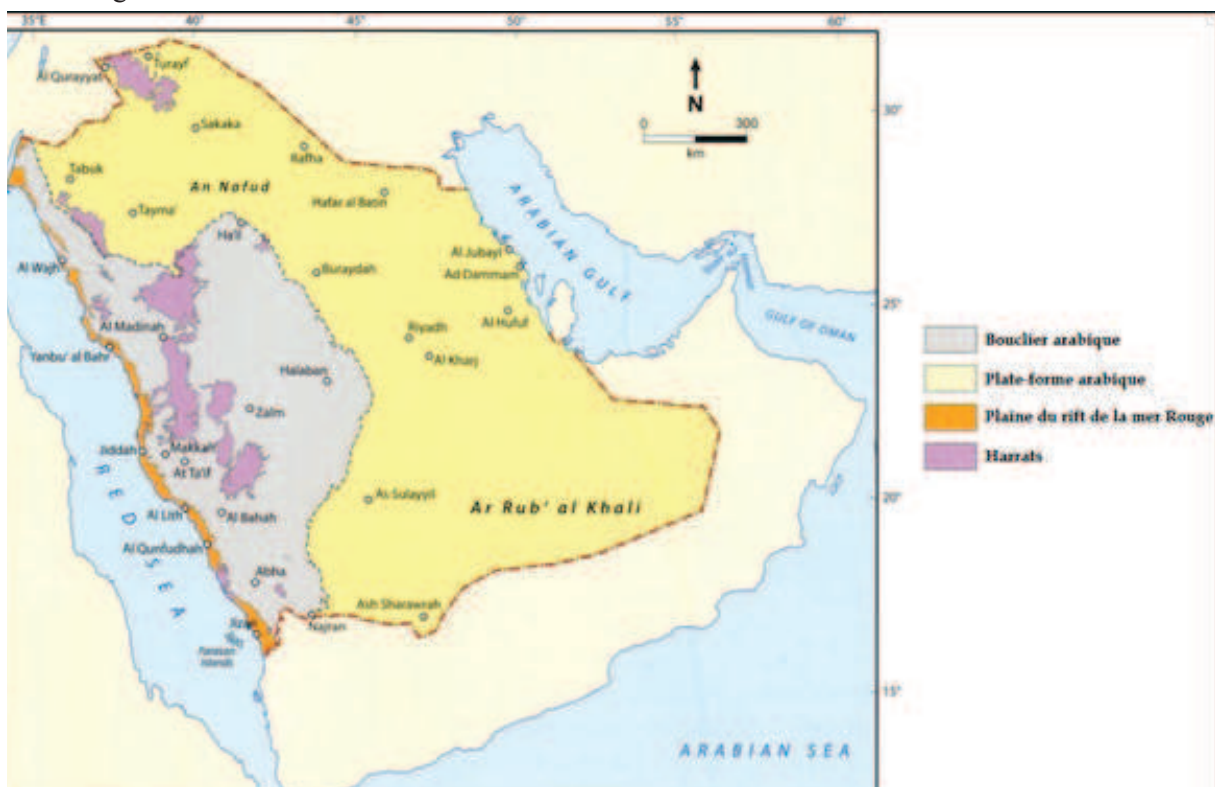 35°E
40°
45°
50°
55°
60°
Turayf
Al Qurayyat
N
30°
Sakaka
0
300
km
Rafha
Tabuk
An Nafud
Hafar al Batin
Tayma'
ARABIAN GULF
Ha'il
Al Jubayl
Al Wajh
Buraydah
Ad Dammam
25°
Al Madinah
Riyadh
Al Hufuf
GULF OF OMAN
Yanbu' al Bahr
Al Kharj
Bouclier arabique
Halaban
Plate-forme arabique
Zalm
Plaine du rift de la mer Rouge
Jiddah
Makkah
Harrats
At Ta'if
RED SEA
As Sulayyil
20°
Al Lith
Al Bahah
Ar Rub' al Khali
Al Qunfudhah
Abha
Ash Sharawrah
Najran
Farasan
Islands
15°
ARABIAN SEA